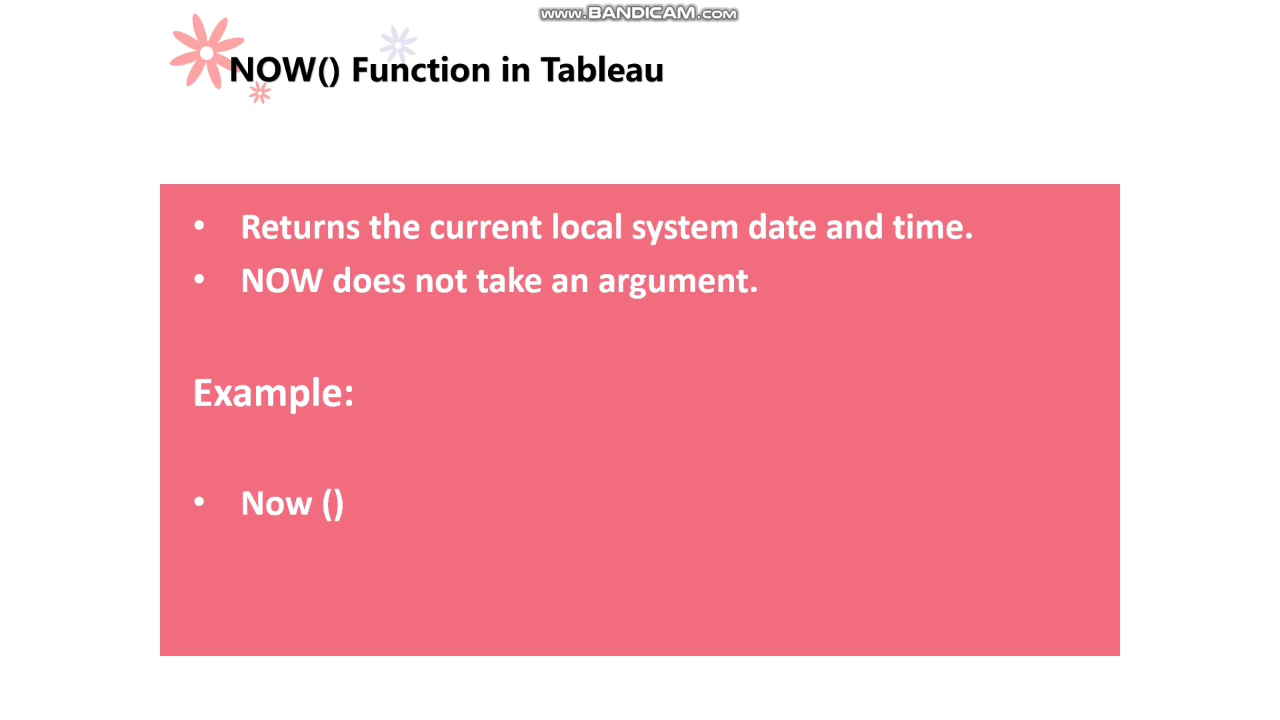 www.BANDICAM.com
NOW() Function in Tableau
• Returns the current local system date and time.
• NOW does not take an argument.
Example:
• Now ()